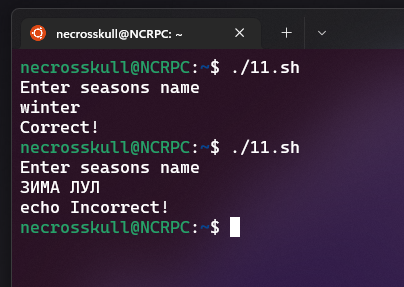 necrosskull@NCRPC: ~
necrosskull@NCRPC:~$ ./11.sh
Enter seasons name
winter
Correct!
necrosskull@NCRPC:~$ ./11.sh
Enter seasons name
ЗИМА ЛУЛ
echo Incorrect!
necrosskull@NCRPC:~$